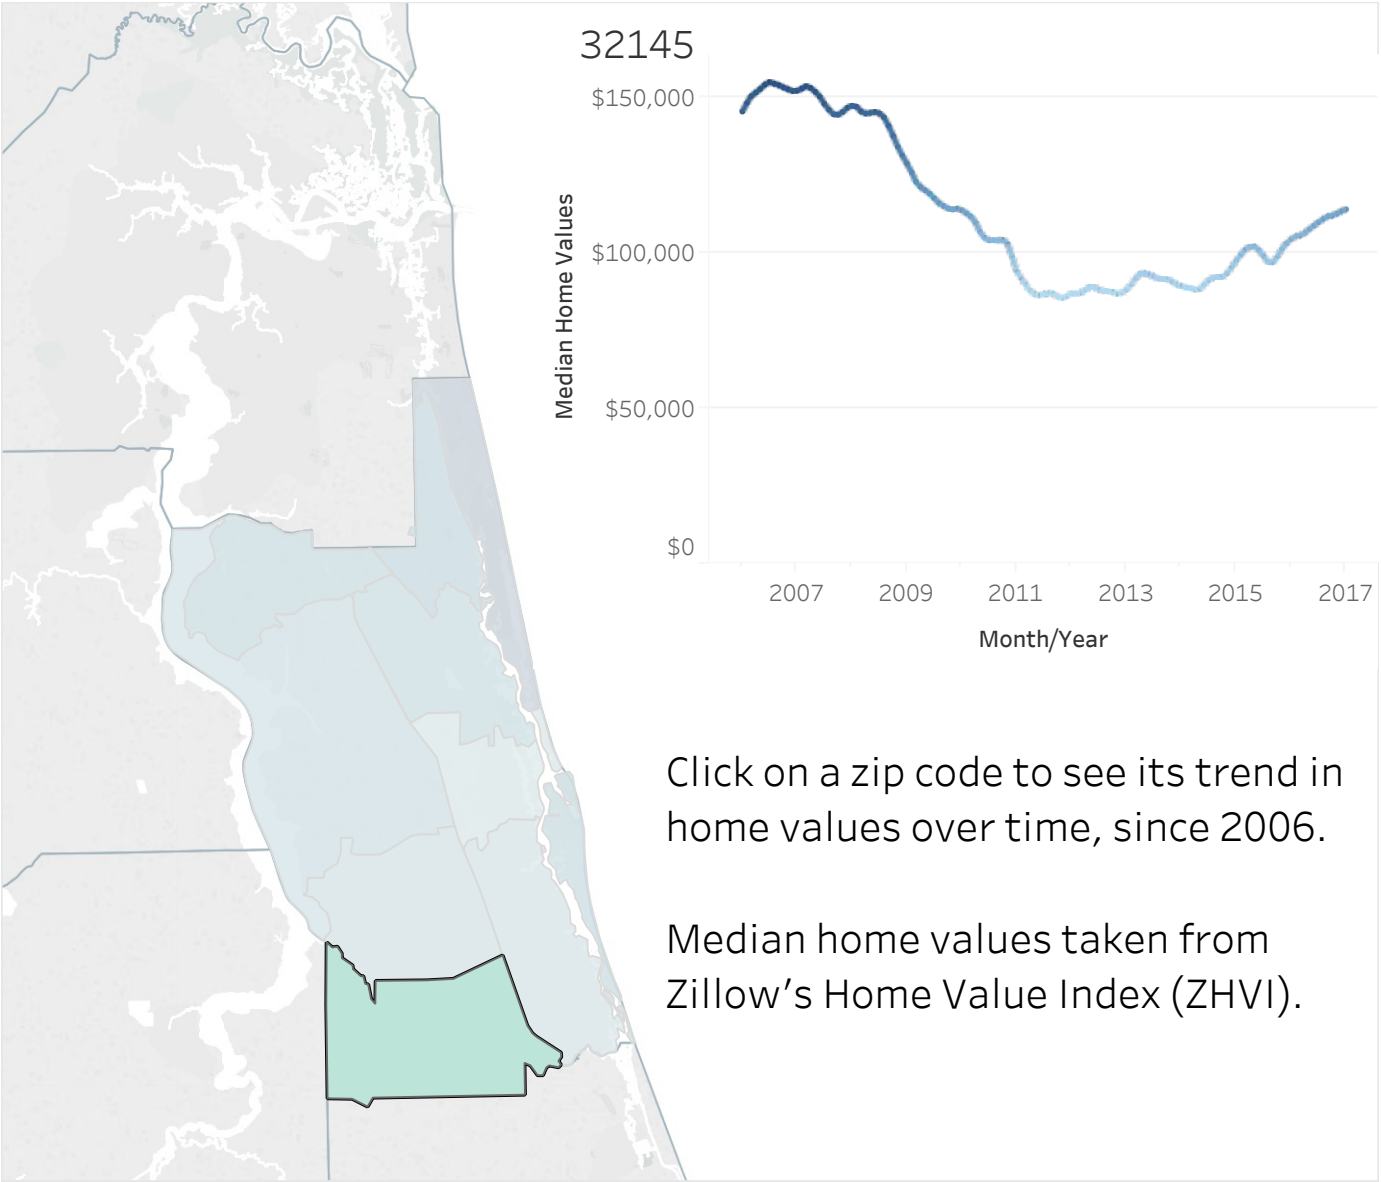 32145
$150,000
$100,000
$50,000
$0
Median Home Values
2007 2009 2011 2013 2015 2017
Month/Year
Click on a zip code to see its trend in
home values over time, since 2006.
Median home values taken from
Zillow’s Home Value Index (ZHVI).